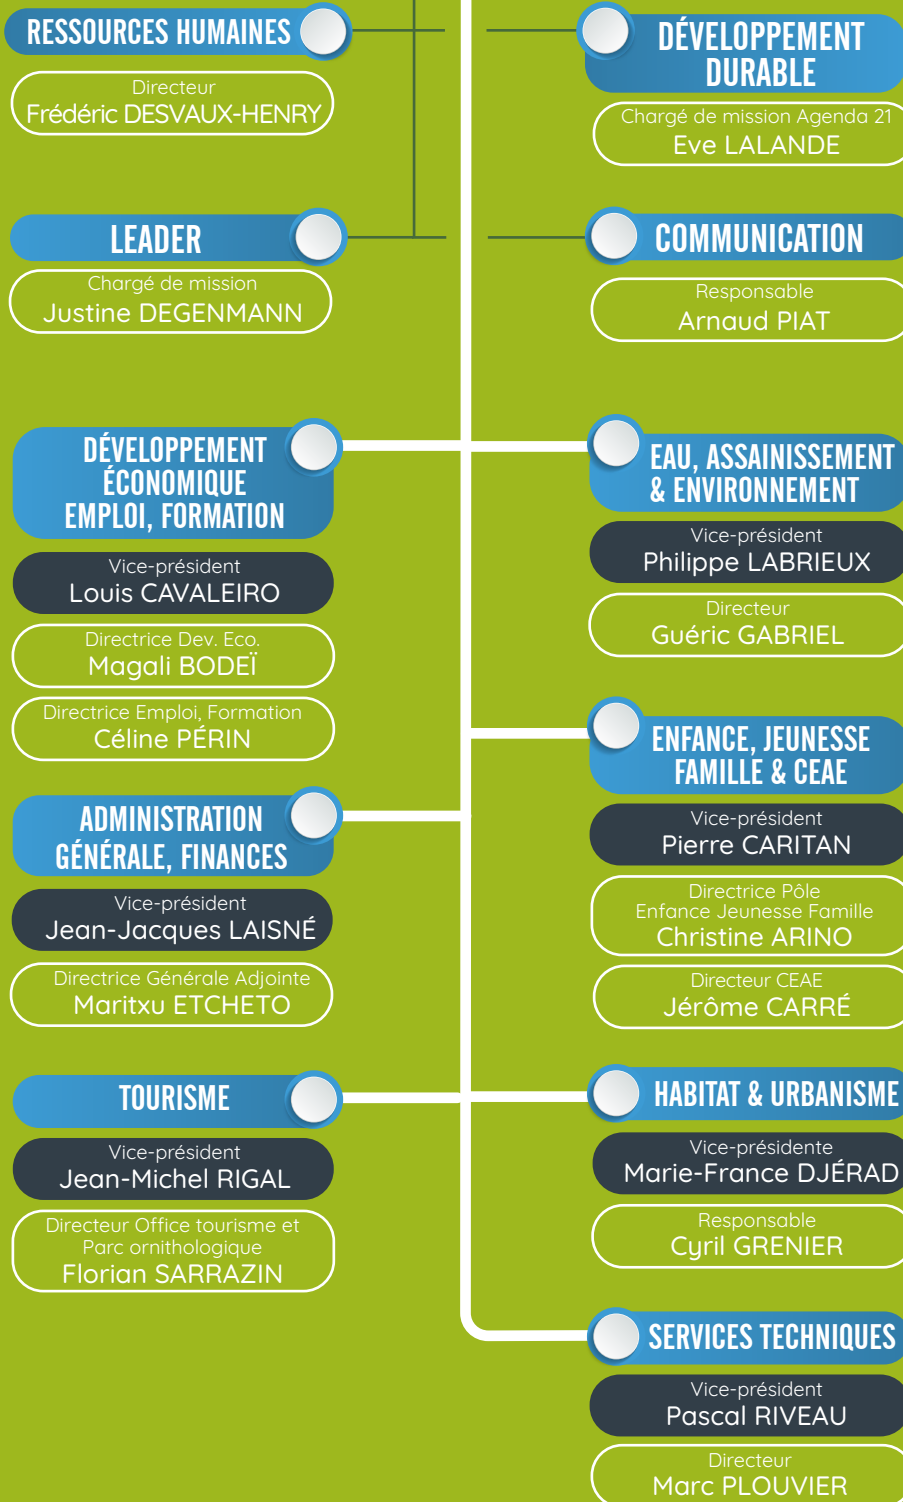 RESSOURCES HUMAINES
Directeur
Frédéric DESVAUX-HENRY
LEADER
Chargé de mission
Justine DEGENMANN
DÉVELOPPEMENT
ÉCONOMIQUE
EMPLOI, FORMATION
Vice-président
Louis CAVALEIRO
Directrice Dev. Eco.
Magali BODEÏ
Directrice Emploi, Formation
Céline PÉRIN
ADMINISTRATION
GÉNÉRALE, FINANCES
Vice-président
Jean-Jacques LAISNÉ
Directrice Générale Adjointe
Maritxu ETCHETO
TOURISME
Vice-président
Jean-Michel RIGAL
Directeur Office tourisme et
Parc ornithologique
Florian SARRAZIN
DÉVELOPPEMENT
DURABLE
Chargé de mission Agenda 21
Eve LALANDE
COMMUNICATION
Responsable
Arnaud PIAT
EAU, ASSAINISSEMENT
& ENVIRONNEMENT
Vice-président
Philippe LABRIEUX
Directeur
Guéric GABRIEL
ENFANCE, JEUNESSE
FAMILLE & CEAE
Vice-président
Pierre CARITAN
Directrice Pôle
Enfance Jeunesse Famille
Christine ARINO
Directeur CEAE
Jérôme CARRÉ
HABITAT & URBANISME
Vice-présidente
Marie-France DJÉRAD
Responsable
Cyril GRENIER
SERVICES TECHNIQUES
Vice-président
Pascal RIVEAU
Directeur
Marc PLOUVIER